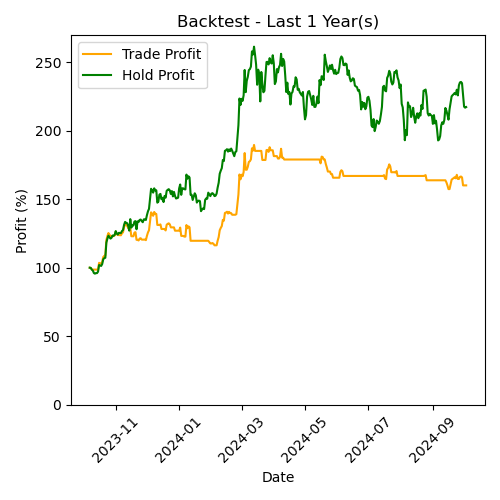 Backtest - Last 1 Year(s)
Trade Profit
Hold Profit
Profit (%)
250
200
150
100
50
0
2023-11
2024-01
2024-03
2024-05
2024-07
2024-09
Date